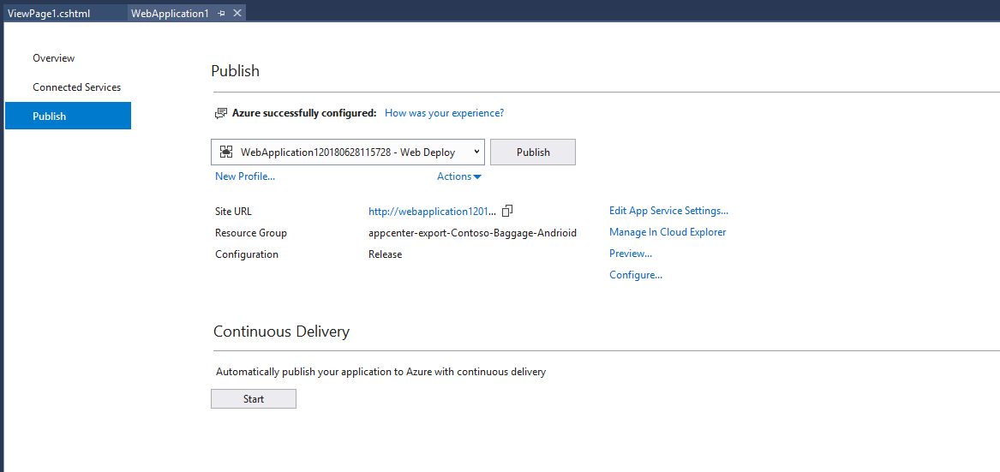 ViewPage1.cshtml WebApplication1
Overview
Connected Services
Publish
Publish
Azure successfully configured: How was your experience?
WebApplication120180628115728 - Web Deploy Publish
New Profile... Actions
Site URL http://webapplication1201... Edit App Service Settings...
Resource Group appcenter-export-Contoso-Baggage-Andrioid Manage In Cloud Explorer
Configuration Release Preview...
Configure...
Continuous Delivery
Automatically publish your application to Azure with continuous delivery
Start